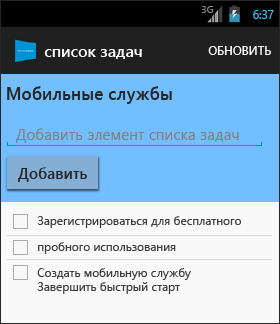 3G 6:37
список задач ОБНОВИТЬ
Мобильные службы
Добавить элемент списка задач
Добавить
Зарегистрироваться для бесплатного
пробного использования
Создать мобильную службу
Завершить быстрый старт